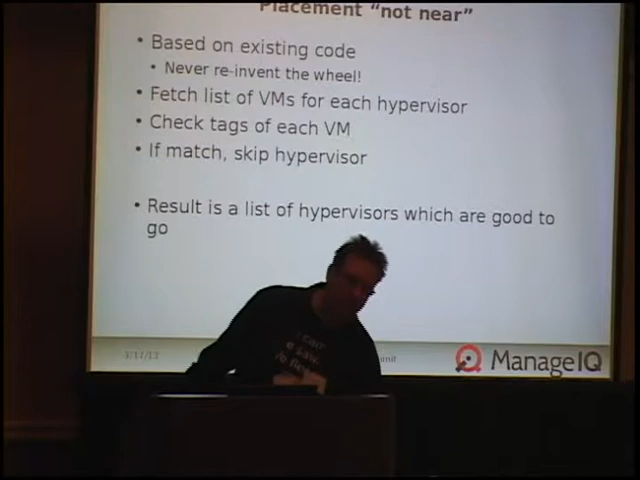 Placement “not near”
• Based on existing code
• Never re-invent the wheel!
• Fetch list of VMs for each hypervisor
• Check tags of each VM
• If match, skip hypervisor
• Result is a list of hypervisors which are good to
go
ManageIQ